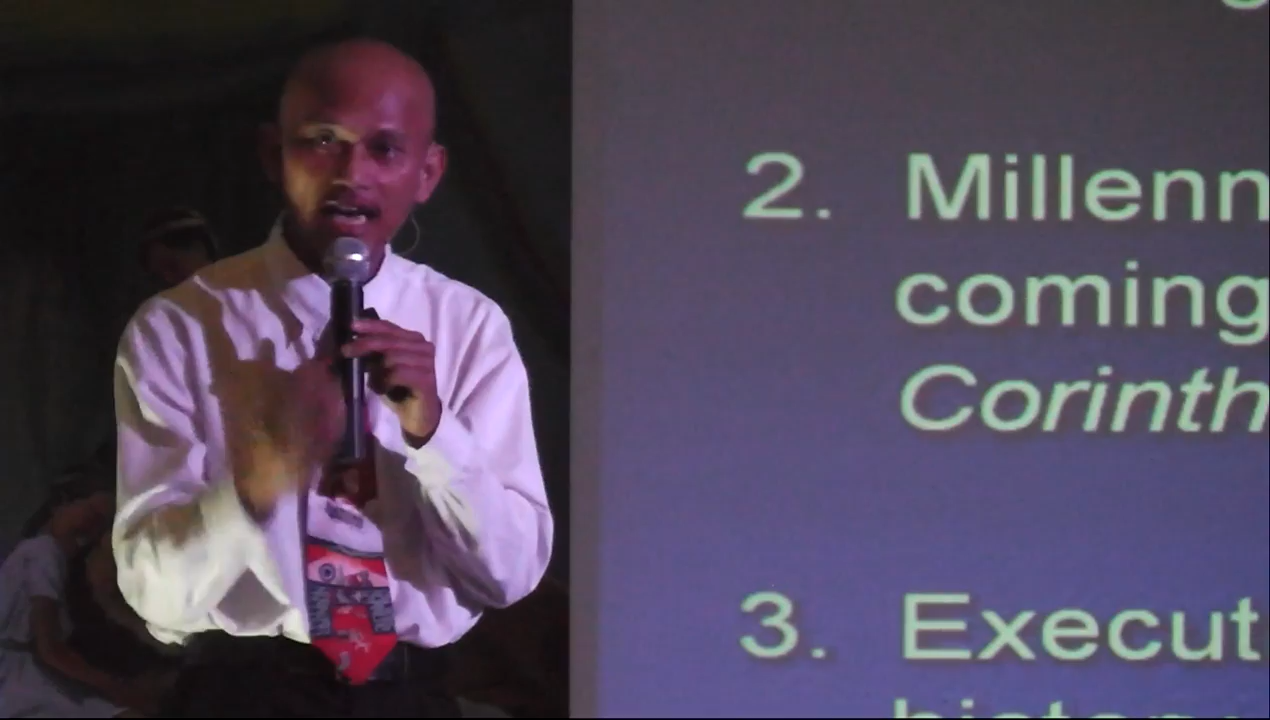 2. Millenn
coming
Corinth
3. Execut